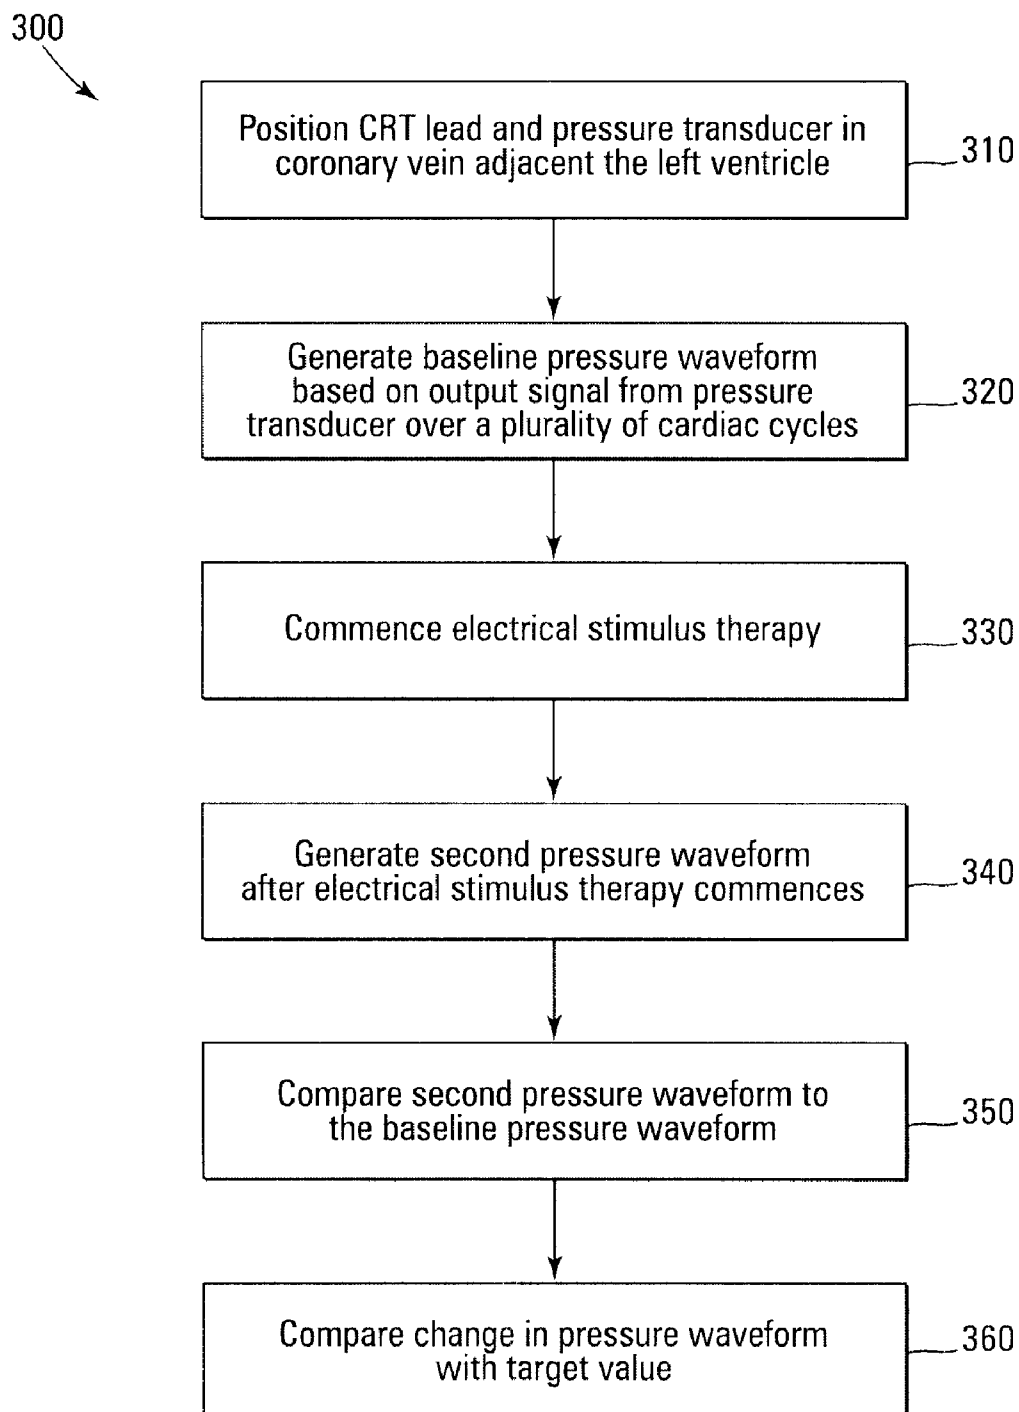 300
Position CRT lead and pressure transducer in
coronary vein adjacent the left ventricle
310
Generate baseline pressure waveform
based on output signal from pressure
transducer over a plurality of cardiac cycles
320
Commence electrical stimulus therapy
330
Generate second pressure waveform
after electrical stimulus therapy commences
340
Compare second pressure waveform to
the baseline pressure waveform
350
Compare change in pressure waveform
with target value
360